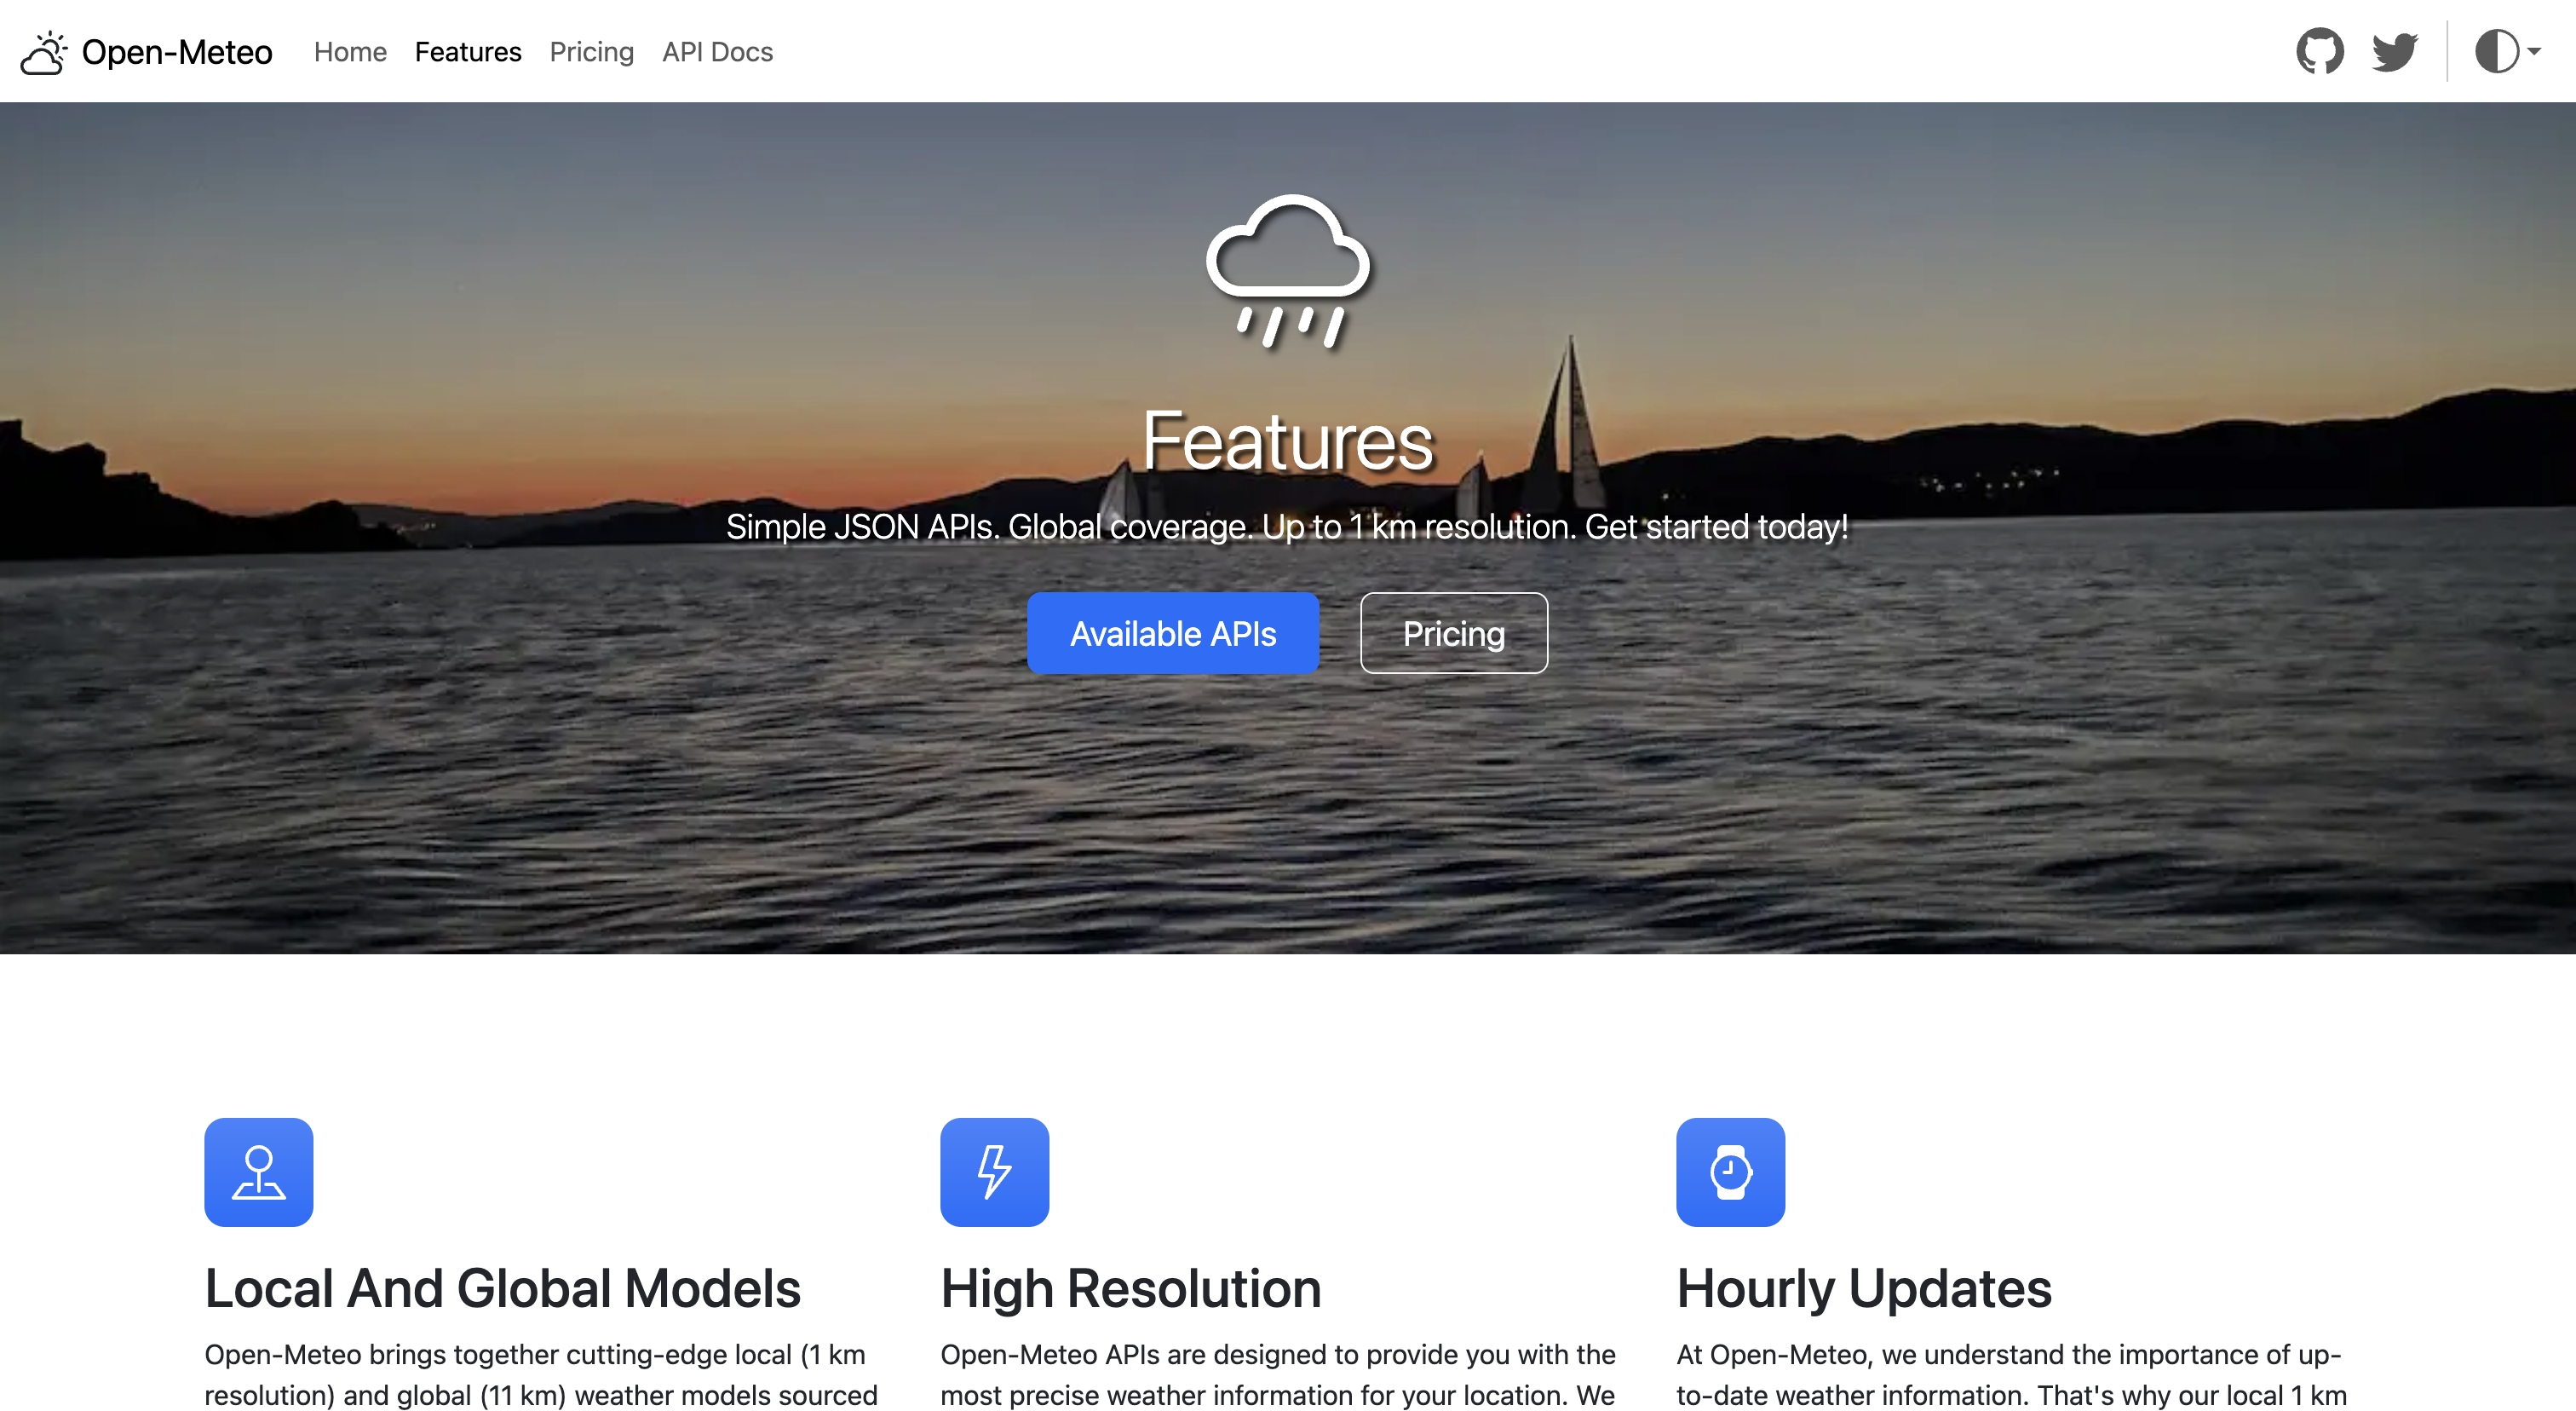 Open-Meteo Home Features Pricing API Docs
Features
Simple JSON APIs. Global coverage. Up to 1 km resolution. Get started today!
Available APIs Pricing
Local And Global Models
Open-Meteo brings together cutting-edge local (1 km
resolution) and global (11 km) weather models sourced
High Resolution
Open-Meteo APIs are designed to provide you with the
most precise weather information for your location. We
Hourly Updates
At Open-Meteo, we understand the importance of up-
to-date weather information. That's why our local 1 km